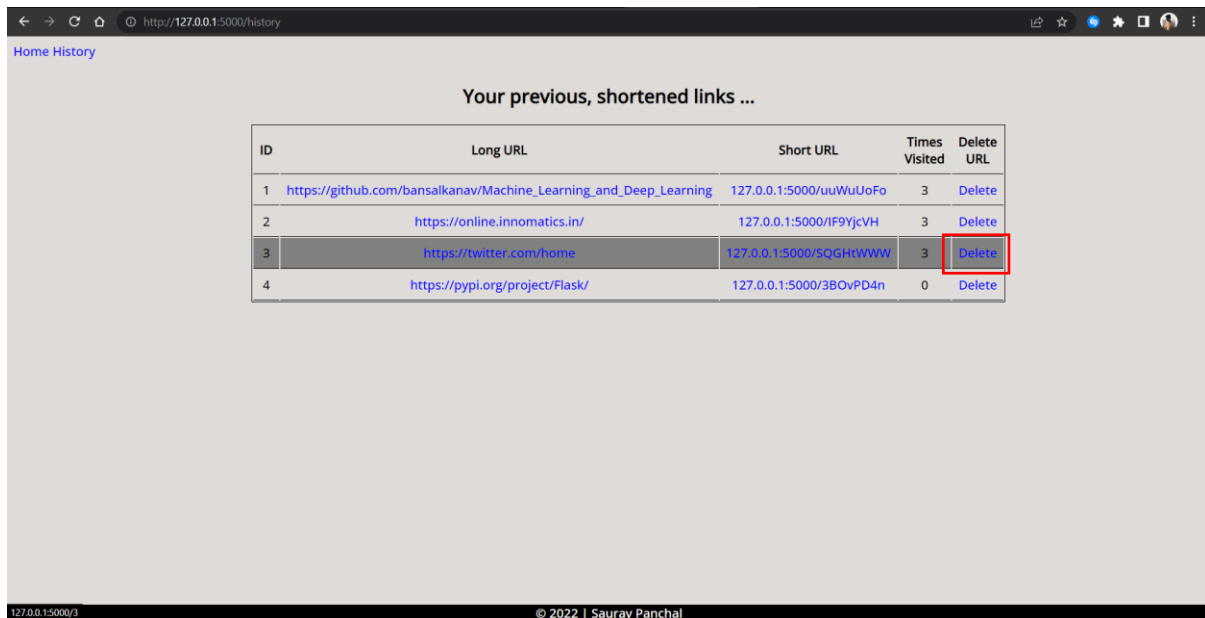 http://127.0.0.1:5000/history
Home History
Your previous, shortened links ...
ID Long URL Short URL Times Visited Delete URL
1 https://github.com/bansalkanav/Machine_Learning_and_Deep_Learning 127.0.0.1:5000/uuWuUoFo 3 Delete
2 https://online.innomatics.in/ 127.0.0.1:5000/IF9YjcVH 3 Delete
3 https://twitter.com/home 127.0.0.1:5000/SQGHtWWW 3 Delete
4 https://pypi.org/project/Flask/ 127.0.0.1:5000/3BOvPD4n 0 Delete
127.0.0.1:5000/3 © 2022 | Saurav Panchal